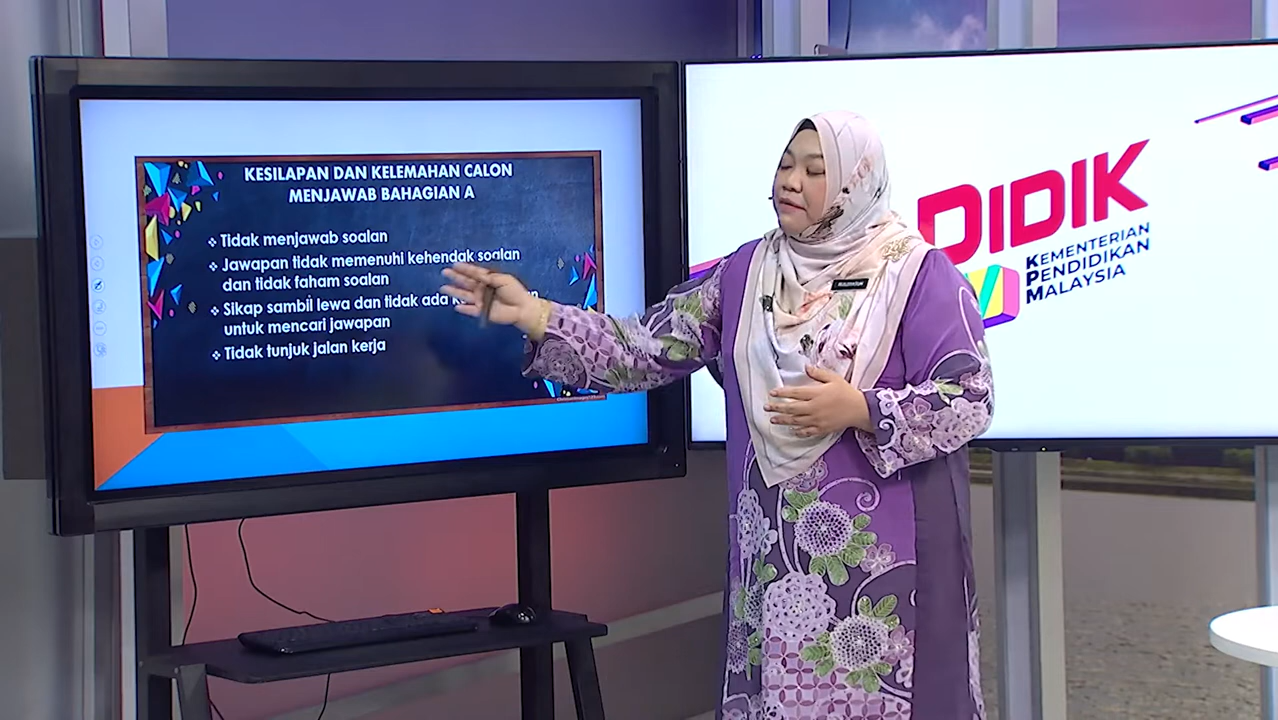 KESILAPAN DAN KELEMAHAN CALON
MENJAWAB BAHAGIAN A
❖ Tidak menjawab soalan
❖ Jawapan tidak memenuhi kehendak soalan
dan tidak faham soalan
❖ Sikap sambil lewa dan tidak ada
untuk mencari jawapan
❖ Tidak tunjuk jalan kerja
DIDIK
KEMENTERIAN
PENDIDIKAN
MALAYSIA